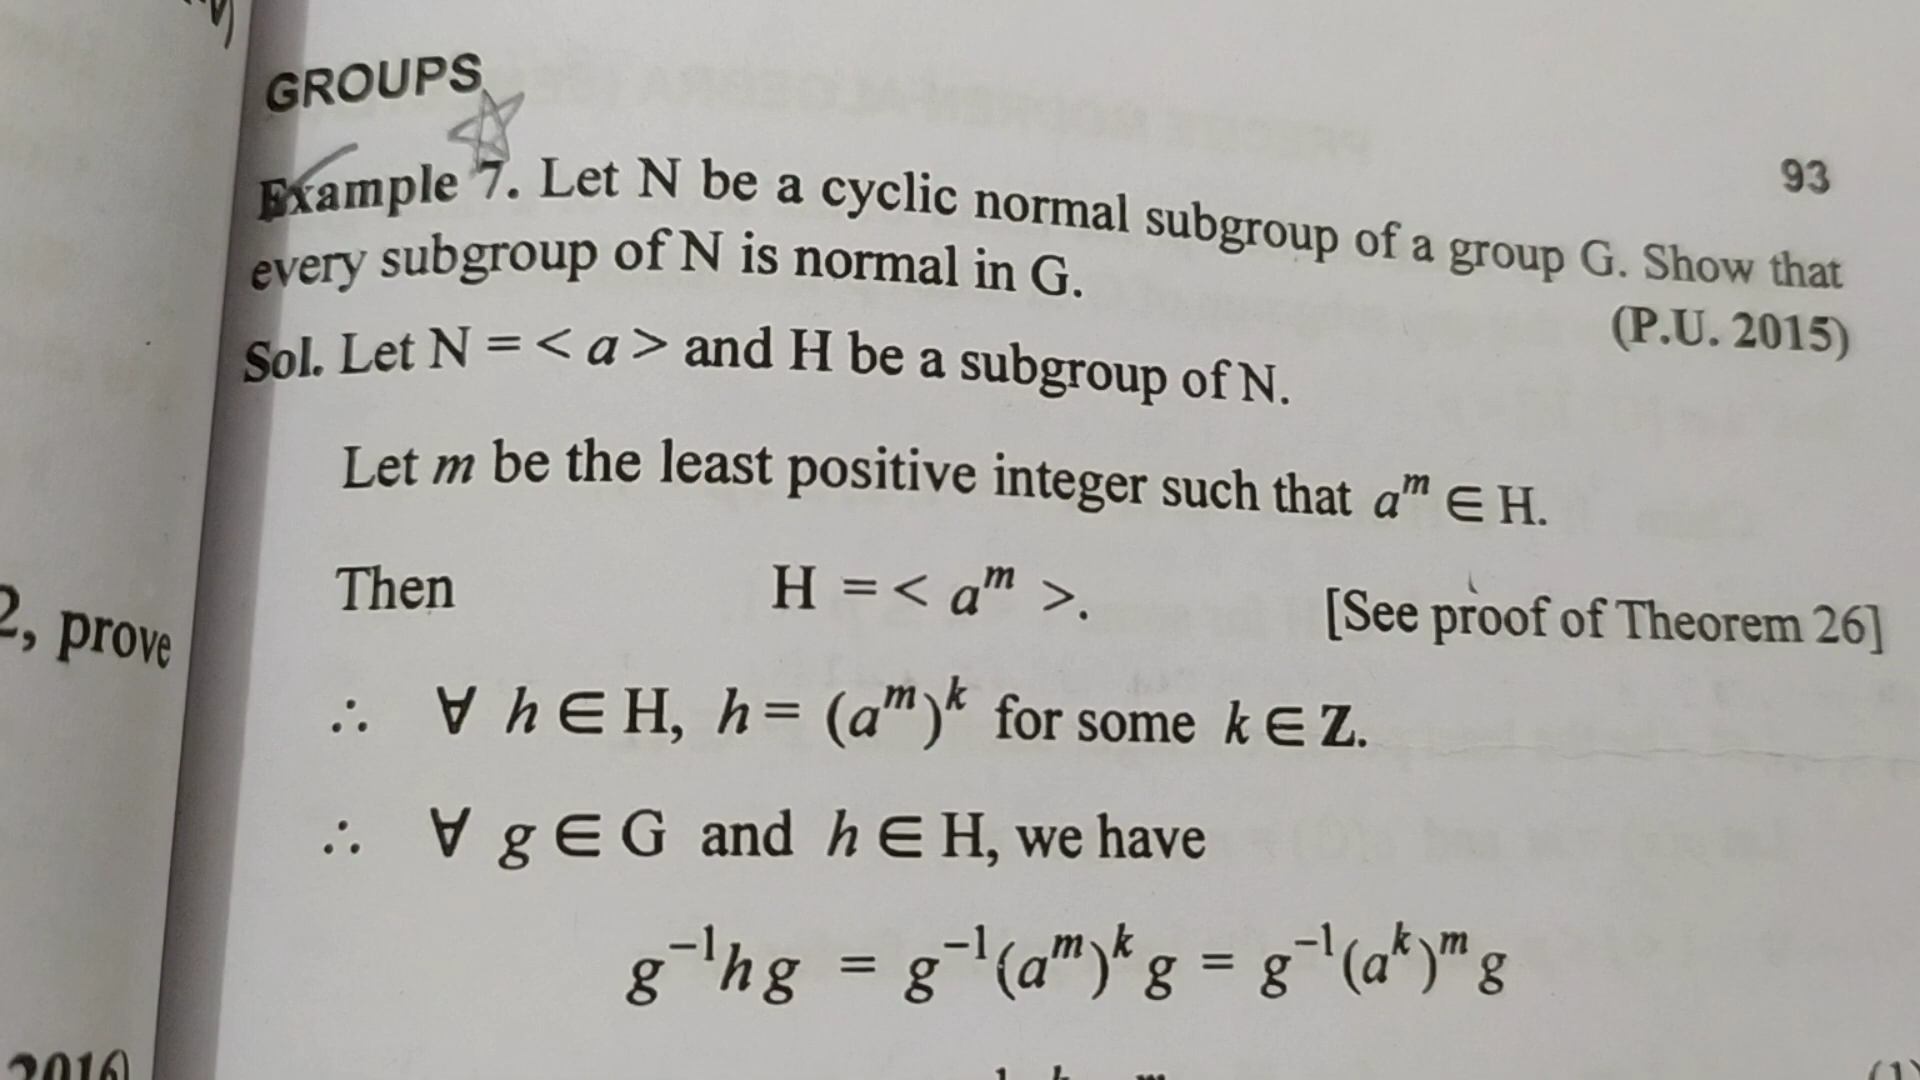 GROUPS
93
Example 7. Let N be a cyclic normal subgroup of a group G. Show that
every subgroup of N is normal in G.
(P.U. 2015)
Sol. Let N = < a > and H be a subgroup of N.
Let m be the least positive integer such that a^m ∈ H.
Then H = < a^m >. [See proof of Theorem 26]
∴ ∀ h ∈ H, h = (a^m)^k for some k ∈ Z.
∴ ∀ g ∈ G and h ∈ H, we have
g^{-1}hg = g^{-1}(a^m)^k g = g^{-1}(a^k)^m g
2, prove
2016)